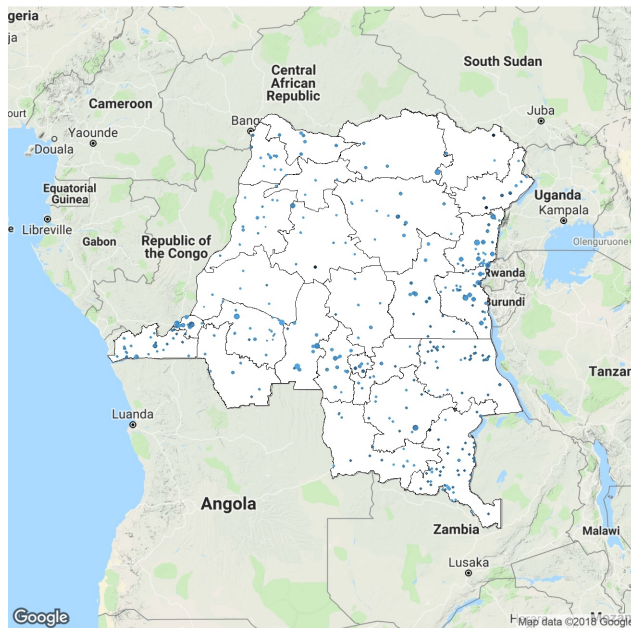 geria
ja
South Sudan
Central
African
Republic
Cameroon
ourt
Juba
Bang
Yaounde
Douala
Equatorial
Guinea
Uganda
Kampala
e
Libreville
Gabon
Republic of
the Congo
Olenguruone
Rwanda
Burundi
Tanzan
Luanda
Angola
Zambia
Malawi
Lusaka
Google
Map data ©2018 Google